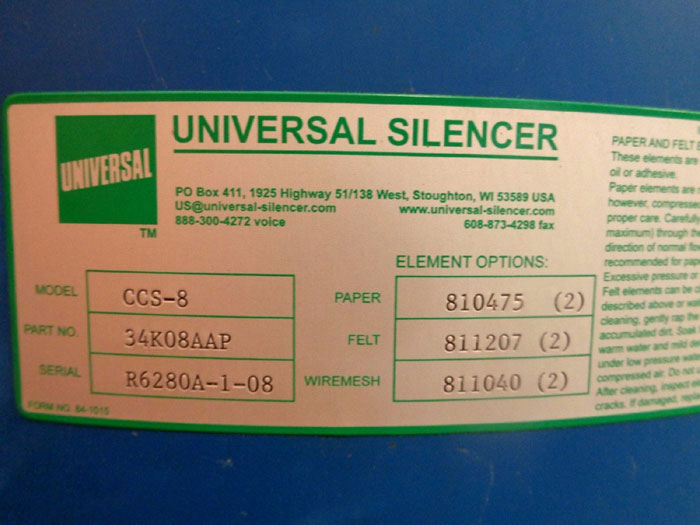 UNIVERSAL
TM
UNIVERSAL SILENCER
PO Box 411, 1925 Highway 51/138 West, Stoughton, WI 53589 USA
US@universal-silencer.com www.universal-silencer.com
888-300-4272 voice 608-873-4298 fax
ELEMENT OPTIONS:
MODEL CCS-8 PAPER 810475 (2)
PART NO. 34K08AAP FELT 811207 (2)
SERIAL R6280A-1-08 WIREMESH 811040 (2)
FORM NO. 84-1015
PAPER AND FELT
These elements are
oil or adhesive.
Paper elements are
however, compressed
proper care. Carefully
maximum) through the
direction of normal
recommended for
Excessive pressure or
Felt elements can be
described above or
cleaning, gently rap the
accumulated dirt.
warm water and mild
under low pressure
compressed air. Do not
After cleaning, inspect
cracks. If damaged,